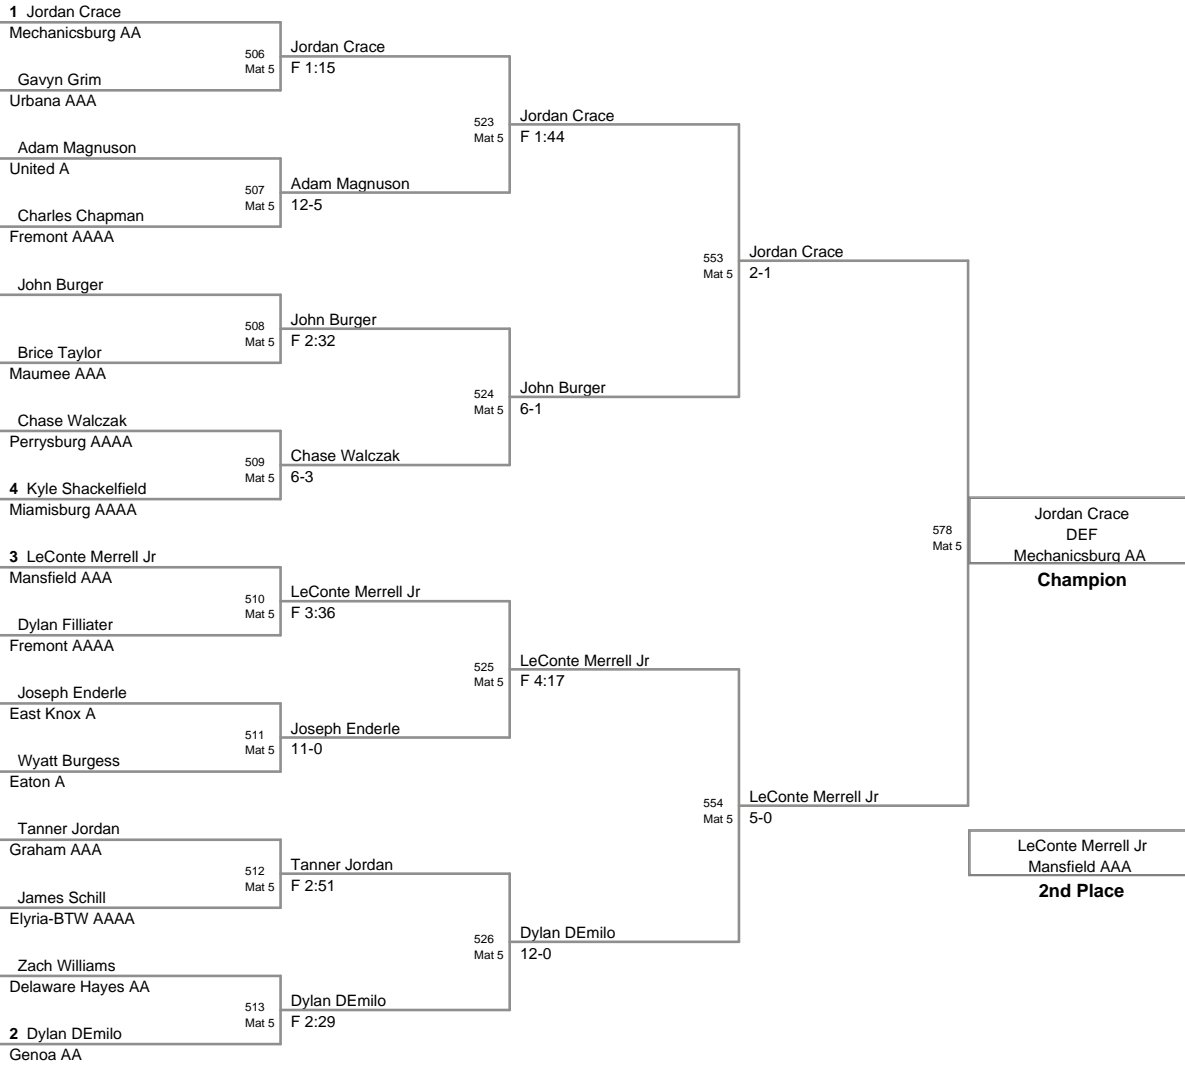 1 Jordan Crace
Mechanicsburg AA
506
Mat 5
Jordan Crace
F 1:15
Gavyn Grim
Urbana AAA
523
Mat 5
Jordan Crace
F 1:44
Adam Magnuson
United A
507
Mat 5
Adam Magnuson
12-5
Charles Chapman
Fremont AAAA
553
Mat 5
Jordan Crace
2-1
John Burger
508
Mat 5
John Burger
F 2:32
Brice Taylor
Maumee AAA
524
Mat 5
John Burger
6-1
Chase Walczak
Perrysburg AAAA
509
Mat 5
Chase Walczak
6-3
4 Kyle Shackelfield
Miamisburg AAAA
578
Mat 5
Jordan Crace
DEF
Mechanicsburg AA
Champion
3 LeConte Merrell Jr
Mansfield AAA
510
Mat 5
LeConte Merrell Jr
F 3:36
Dylan Filliater
Fremont AAAA
525
Mat 5
LeConte Merrell Jr
F 4:17
Joseph Enderle
East Knox A
511
Mat 5
Joseph Enderle
11-0
Wyatt Burgess
Eaton A
554
Mat 5
LeConte Merrell Jr
5-0
Tanner Jordan
Graham AAA
512
Mat 5
Tanner Jordan
F 2:51
LeConte Merrell Jr
Mansfield AAA
2nd Place
James Schill
Elyria-BTW AAAA
526
Mat 5
Dylan DEmilo
12-0
Zach Williams
Delaware Hayes AA
513
Mat 5
Dylan DEmilo
F 2:29
2 Dylan DEmilo
Genoa AA